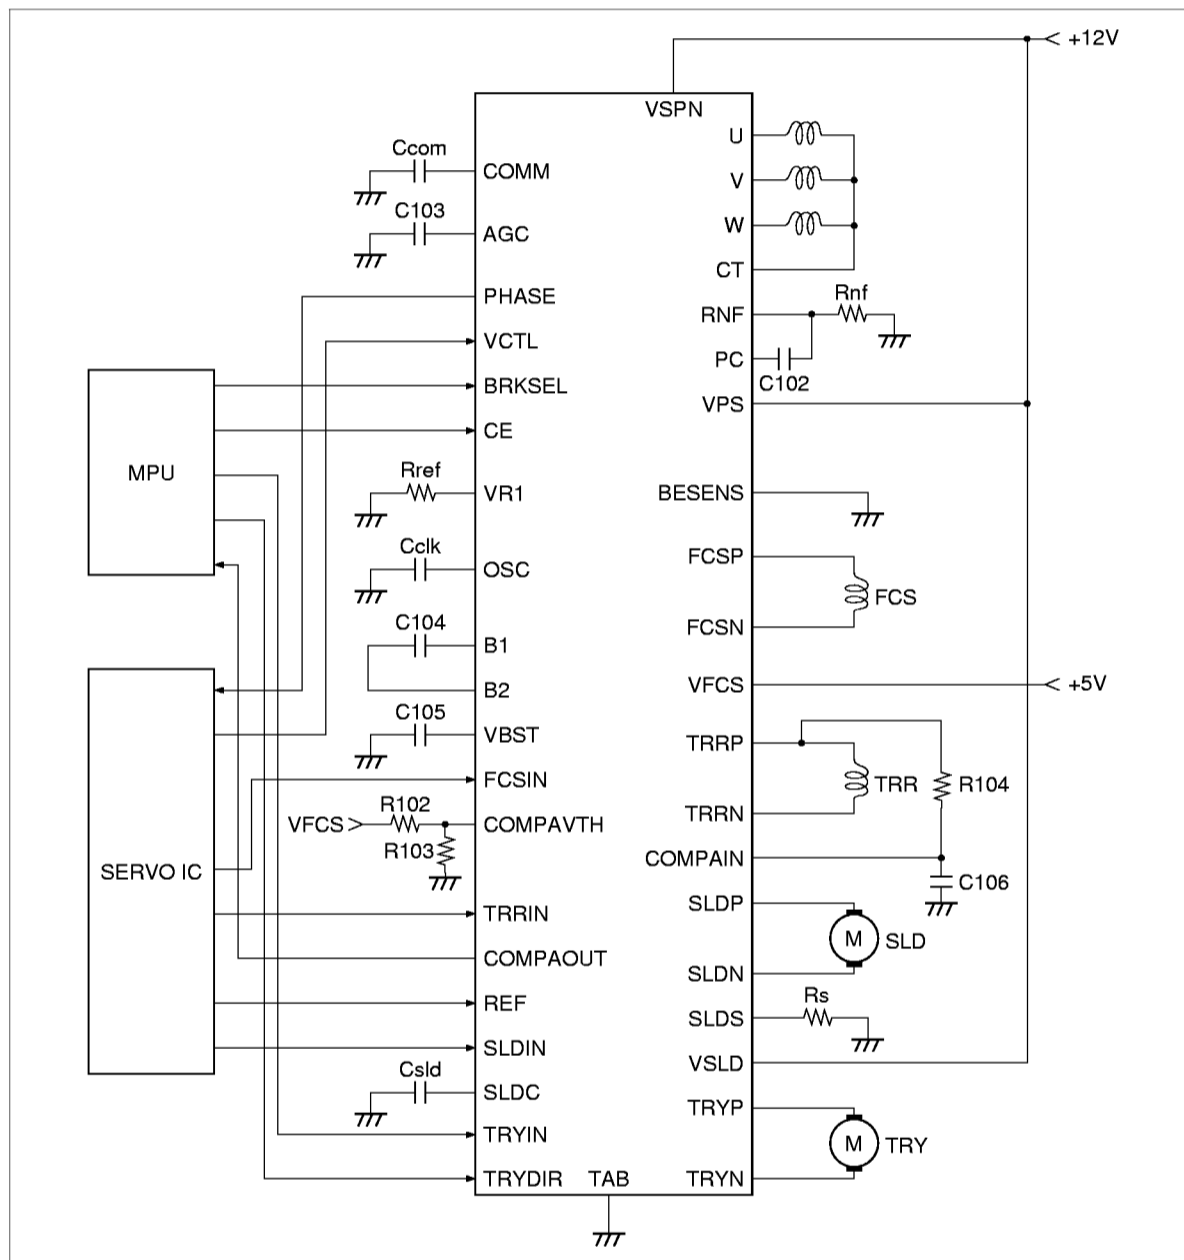 +12V
VSPN
U
Ccom
COMM
V
C103
W
AGC
CT
PHASE
Rnf
RNF
VCTL
PC
C102
BRKSEL
VPS
CE
MPU
Rref
VR1
BESENS
Cclk
OSC
FCSP
FCS
C104
FCSN
B1
B2
VFCS
+5V
C105
VBST
TRRP
FCSIN
TRR
R104
R102
TRRN
VFCS
COMPAVTH
R103
COMPAIN
SERVO IC
C106
SLDP
TRRIN
M
SLD
COMPAOUT
SLDN
Rs
REF
SLDS
SLDIN
VSLD
Csld
SLDC
TRYP
TRYIN
M
TRY
TRYDIR
TAB
TRYN